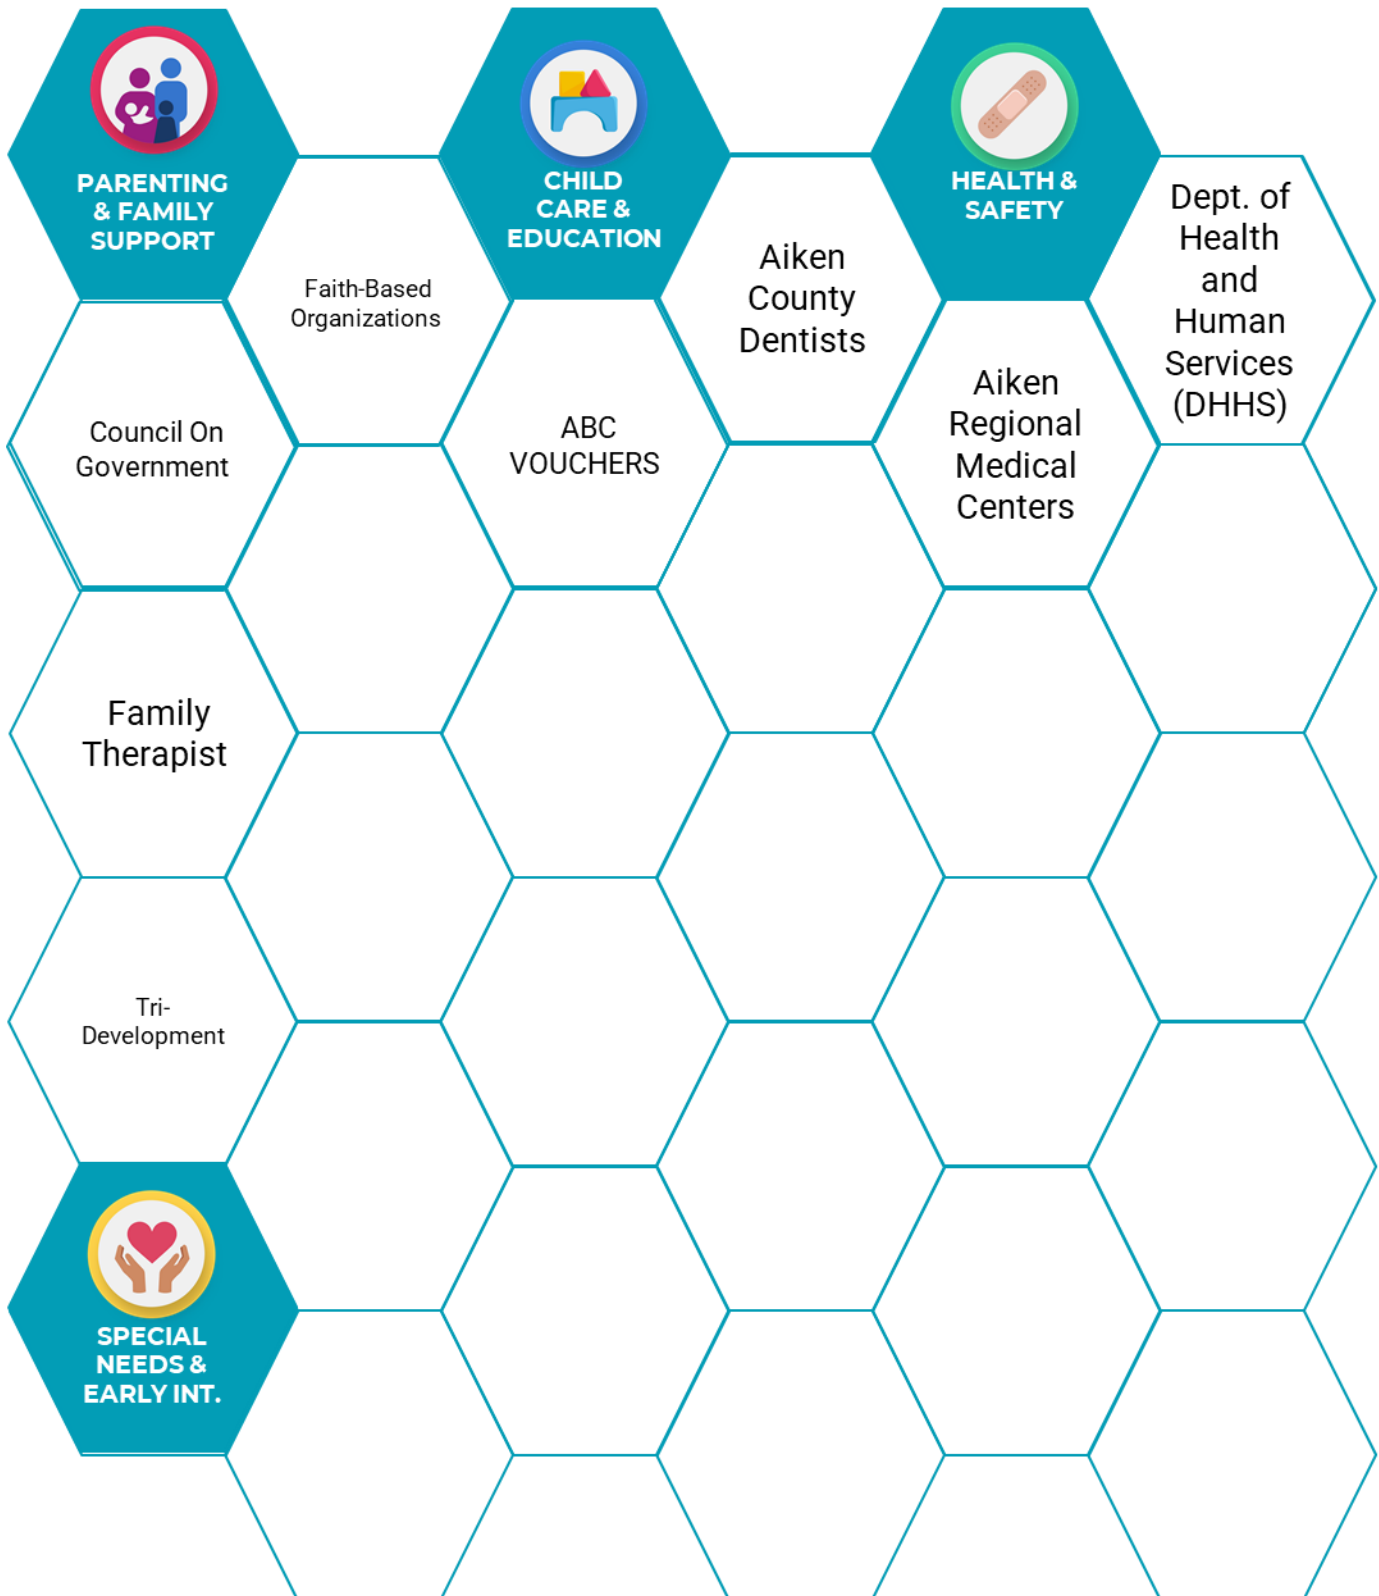 PARENTING
& FAMILY
SUPPORT
CHILD
CARE &
EDUCATION
HEALTH &
SAFETY
Dept. of
Health
and
Human
Services
(DHHS)
Faith-Based
Organizations
Aiken
County
Dentists
Council On
Government
ABC
VOUCHERS
Aiken
Regional
Medical
Centers
Family
Therapist
Tri-
Development
SPECIAL
NEEDS &
EARLY INT.